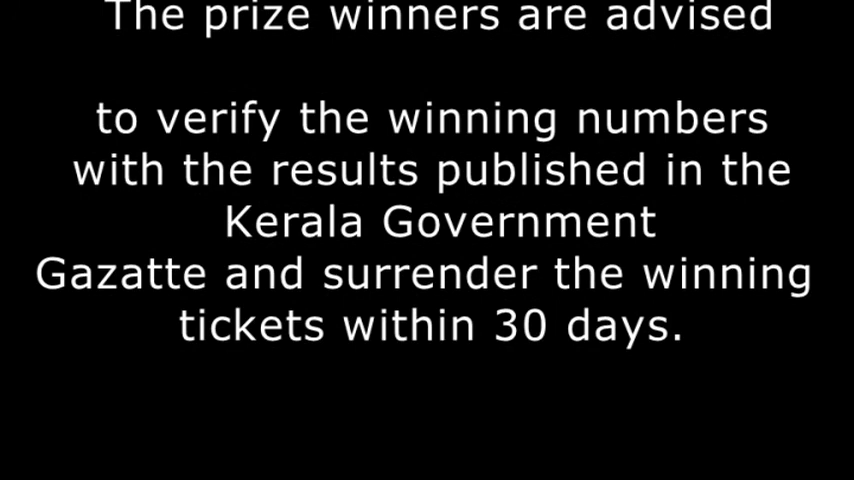 The prize winners are advised
to verify the winning numbers
with the results published in the
Kerala Government
Gazatte and surrender the winning
tickets within 30 days.